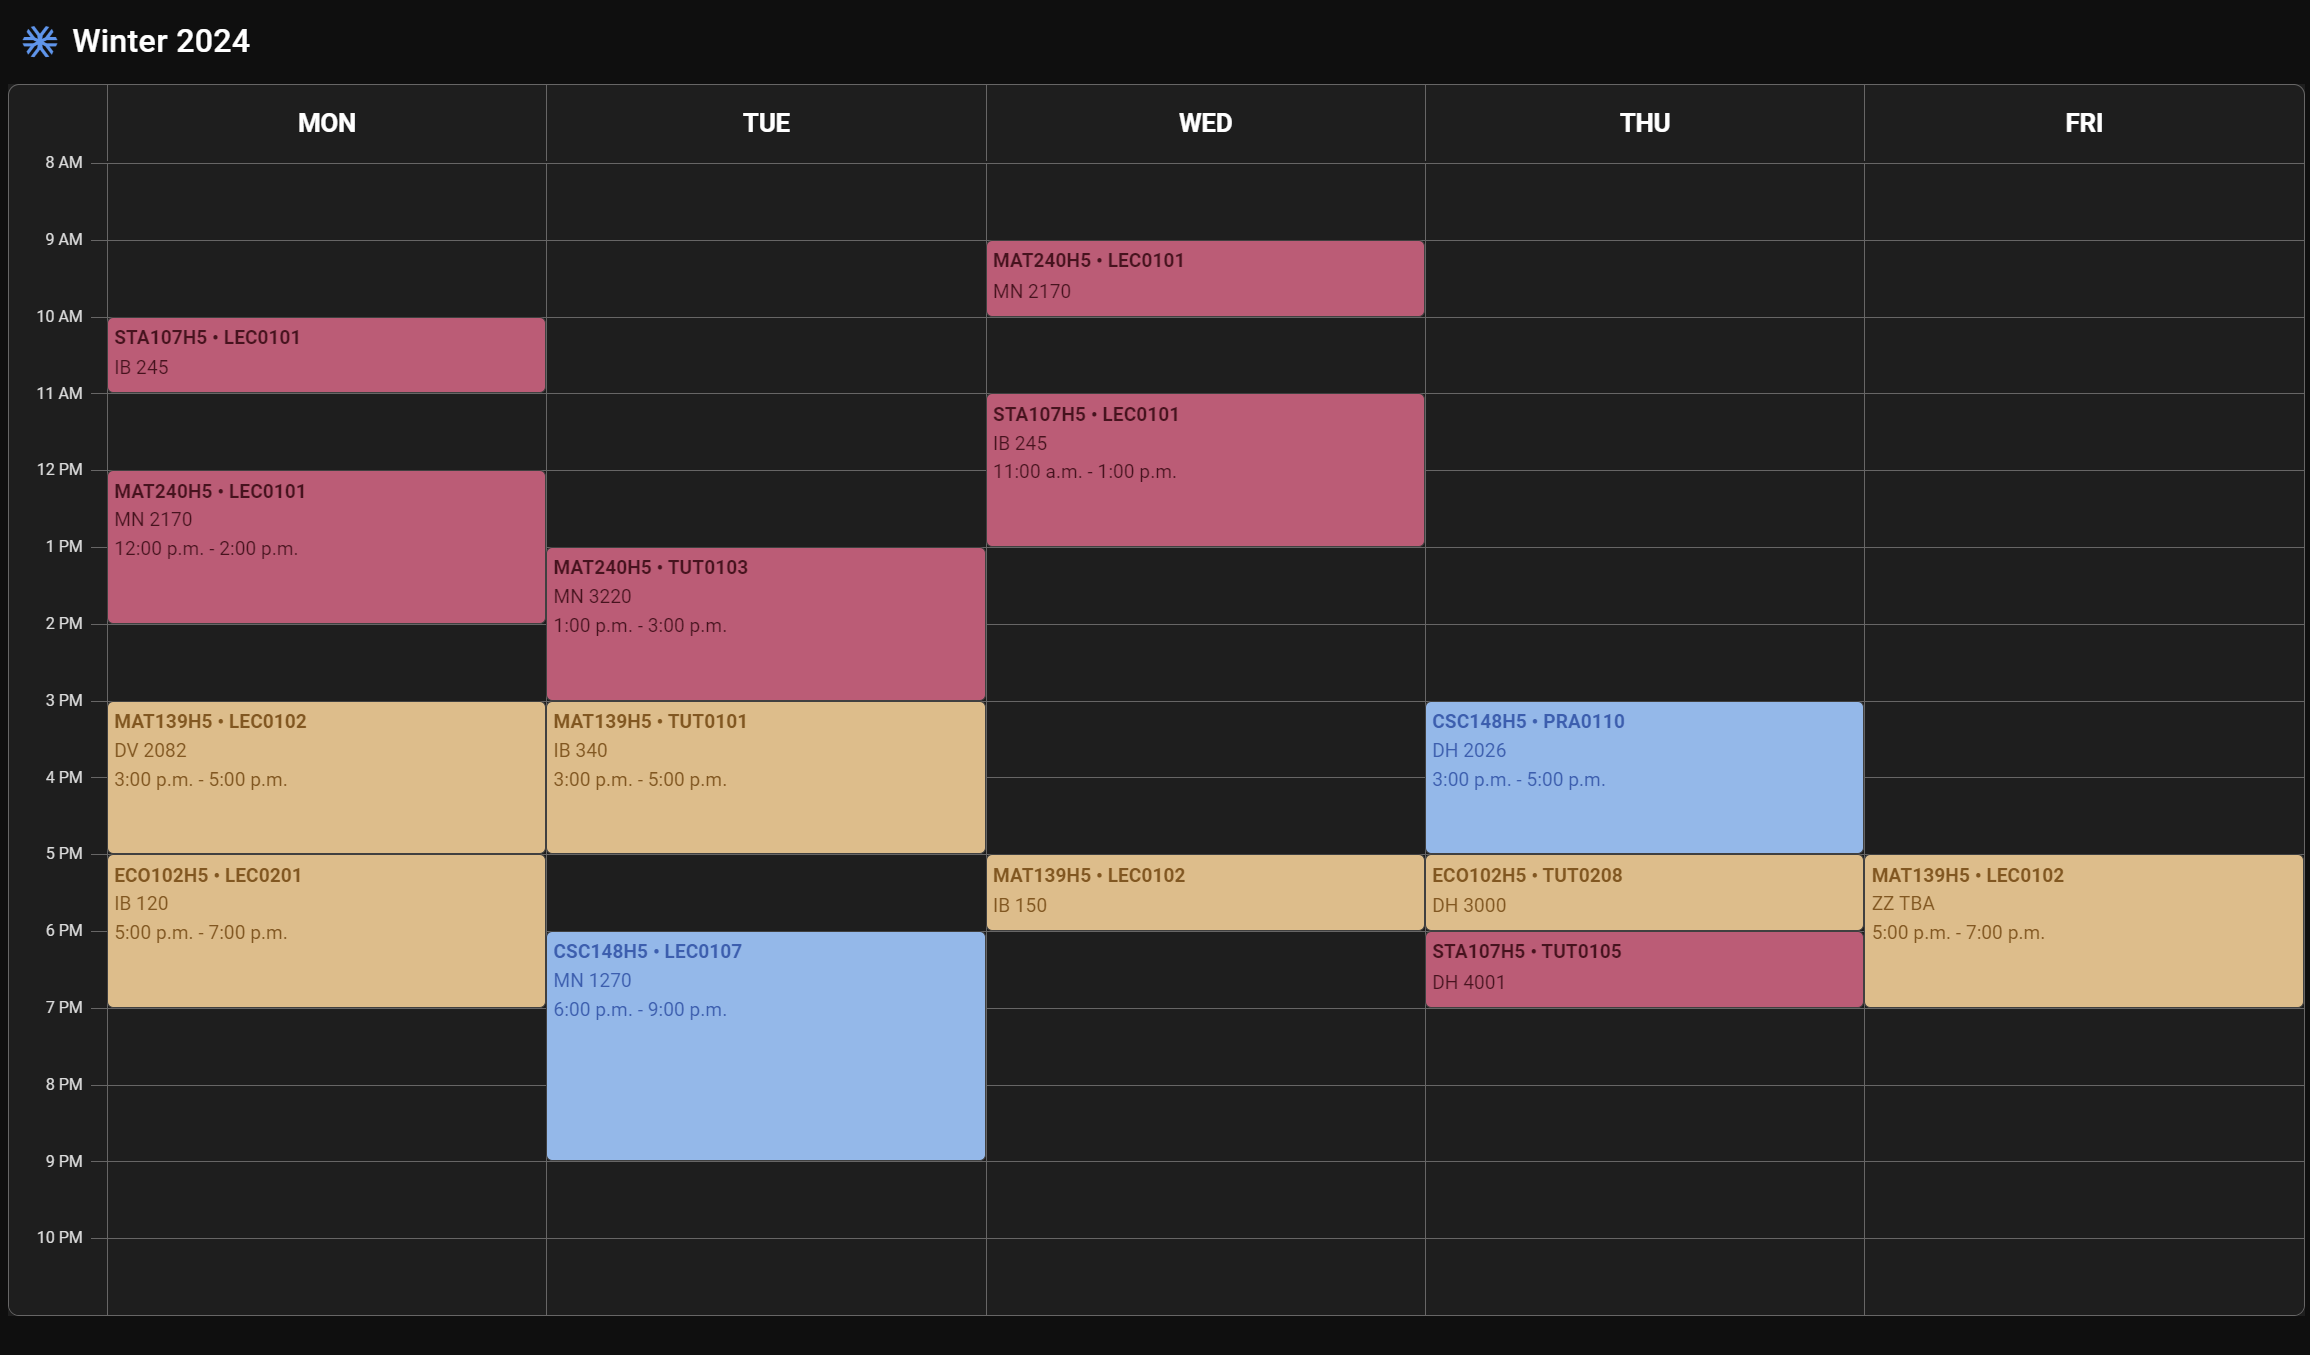 Winter 2024
MON
TUE
WED
THU
FRI
8 AM
9 AM
10 AM
11 AM
12 PM
1 PM
2 PM
3 PM
4 PM
5 PM
6 PM
7 PM
8 PM
9 PM
10 PM
STA107H5 • LEC0101
IB 245
MAT240H5 • LEC0101
MN 2170
12:00 p.m. - 2:00 p.m.
MAT139H5 • LEC0102
DV 2082
3:00 p.m. - 5:00 p.m.
ECO102H5 • LEC0201
IB 120
5:00 p.m. - 7:00 p.m.
MAT240H5 • TUT0103
MN 3220
1:00 p.m. - 3:00 p.m.
MAT139H5 • TUT0101
IB 340
3:00 p.m. - 5:00 p.m.
CSC148H5 • LEC0107
MN 1270
6:00 p.m. - 9:00 p.m.
MAT240H5 • LEC0101
MN 2170
STA107H5 • LEC0101
IB 245
11:00 a.m. - 1:00 p.m.
MAT139H5 • LEC0102
IB 150
CSC148H5 • PRA0110
DH 2026
3:00 p.m. - 5:00 p.m.
ECO102H5 • TUT0208
DH 3000
STA107H5 • TUT0105
DH 4001
MAT139H5 • LEC0102
ZZ TBA
5:00 p.m. - 7:00 p.m.